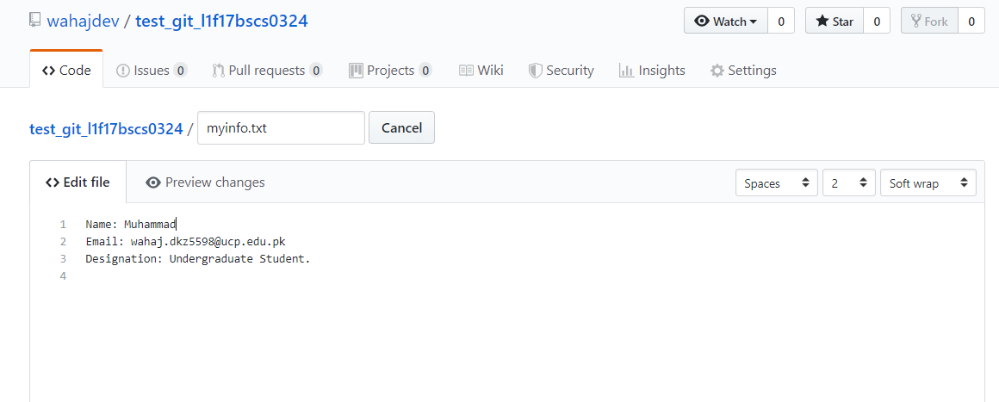 wahajdev / test_git_l1f17bscs0324
Watch 0 Star 0 Fork 0
Code Issues 0 Pull requests 0 Projects 0 Wiki Security Insights Settings
test_git_l1f17bscs0324 / myinfo.txt Cancel
Edit file Preview changes Spaces 2 Soft wrap
1 Name: Muhammad
2 Email: wahaj.dkz5598@ucp.edu.pk
3 Designation: Undergraduate Student.
4